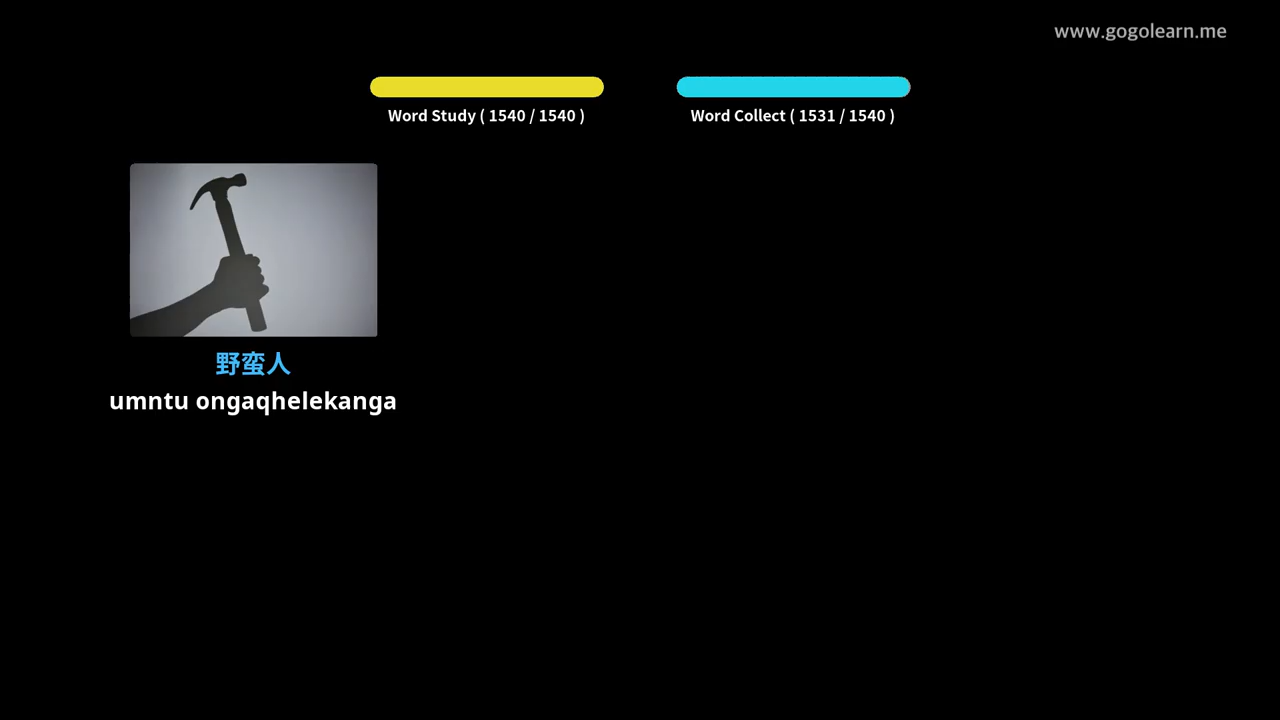 www.gogolearn.me
Word Study ( 1540 / 1540 )
Word Collect ( 1531 / 1540 )
野蛮人
umntu ongaqhelekanga